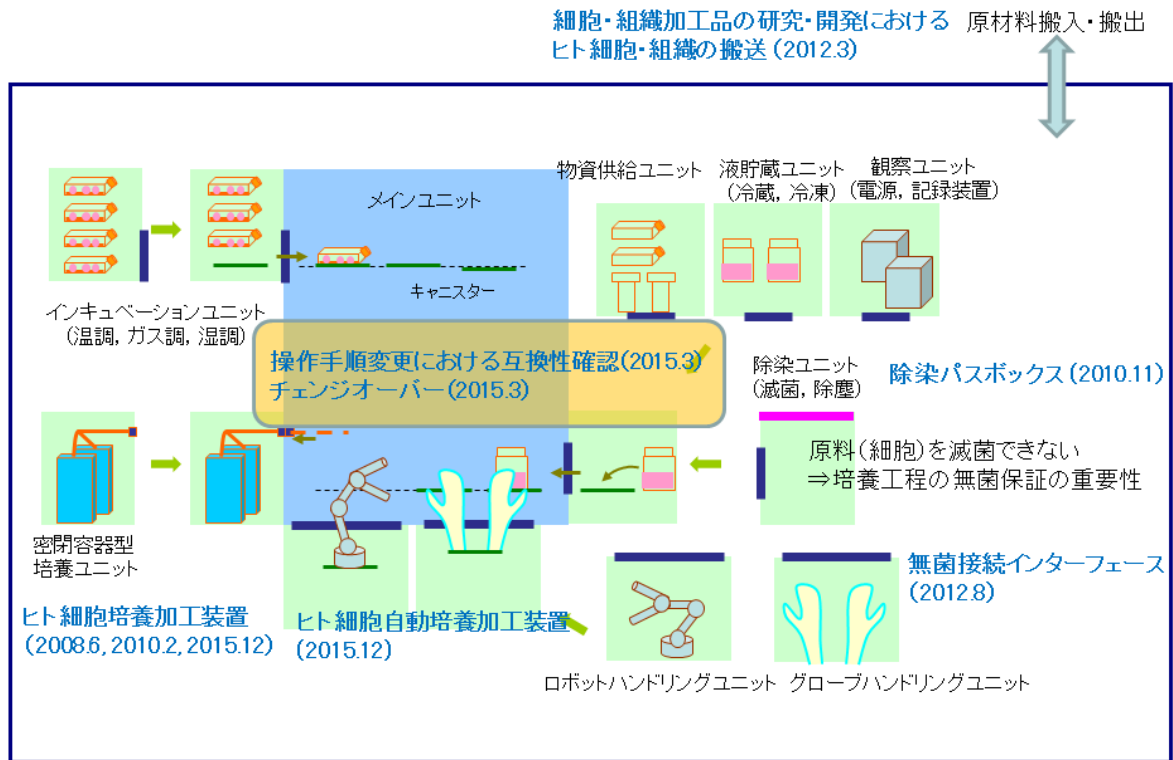 細胞・組織加工品の研究・開発における
ヒト細胞・組織の搬送(2012.3)
原材料搬入・搬出
メインユニット
キャニスター
物資供給ユニット
液貯蔵ユニット
(冷蔵, 冷凍)
観察ユニット
(電源, 記録装置)
インキュベーションユニット
(温調, ガス調, 湿調)
操作手順変更における互換性確認(2015.3)
チェンジオーバー(2015.3)
除染ユニット
(滅菌, 除塵)
除染パスボックス(2010.11)
原料(細胞)を滅菌できない
⇒培養工程の無菌保証の重要性
密閉容器型
培養ユニット
ヒト細胞培養加工装置
(2008.6, 2010.2, 2015.12)
ヒト細胞自動培養加工装置
(2015.12)
無菌接続インターフェース
(2012.8)
ロボットハンドリングユニット
グローブハンドリングユニット